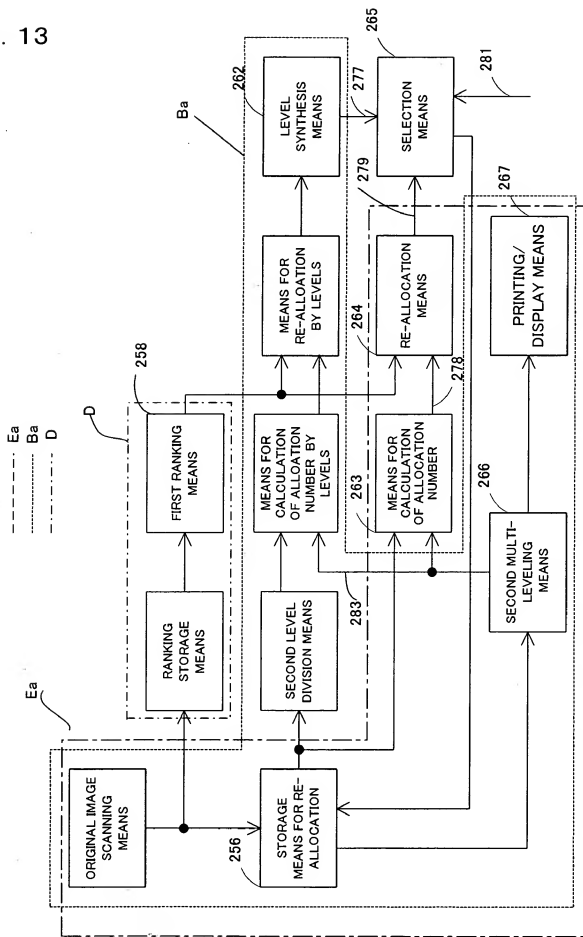 . 13
Ea
Ba
D
Ea
D
Ba
ORIGINAL IMAGE
SCANNING
MEANS
RANKING
STORAGE
MEANS
FIRST RANKING
MEANS
258
262
LEVEL
SYNTHESIS
MEANS
277
265
SELECTION
MEANS
281
279
MEANS FOR
RE-ALLOATION
BY LEVELS
264
RE-ALLOCATION
MEANS
267
PRINTING/
DISPLAY MEANS
MEANS FOR
CALCULATION
OF ALLOATION
NUMBER BY
LEVELS
263
MEANS FOR
CALCULATION
OF ALLOCATION
NUMBER
278
SECOND LEVEL
DIVISION MEANS
283
266
SECOND MULTI-
LEVELING
MEANS
256
STORAGE
MEANS FOR RE-
ALLOCATION